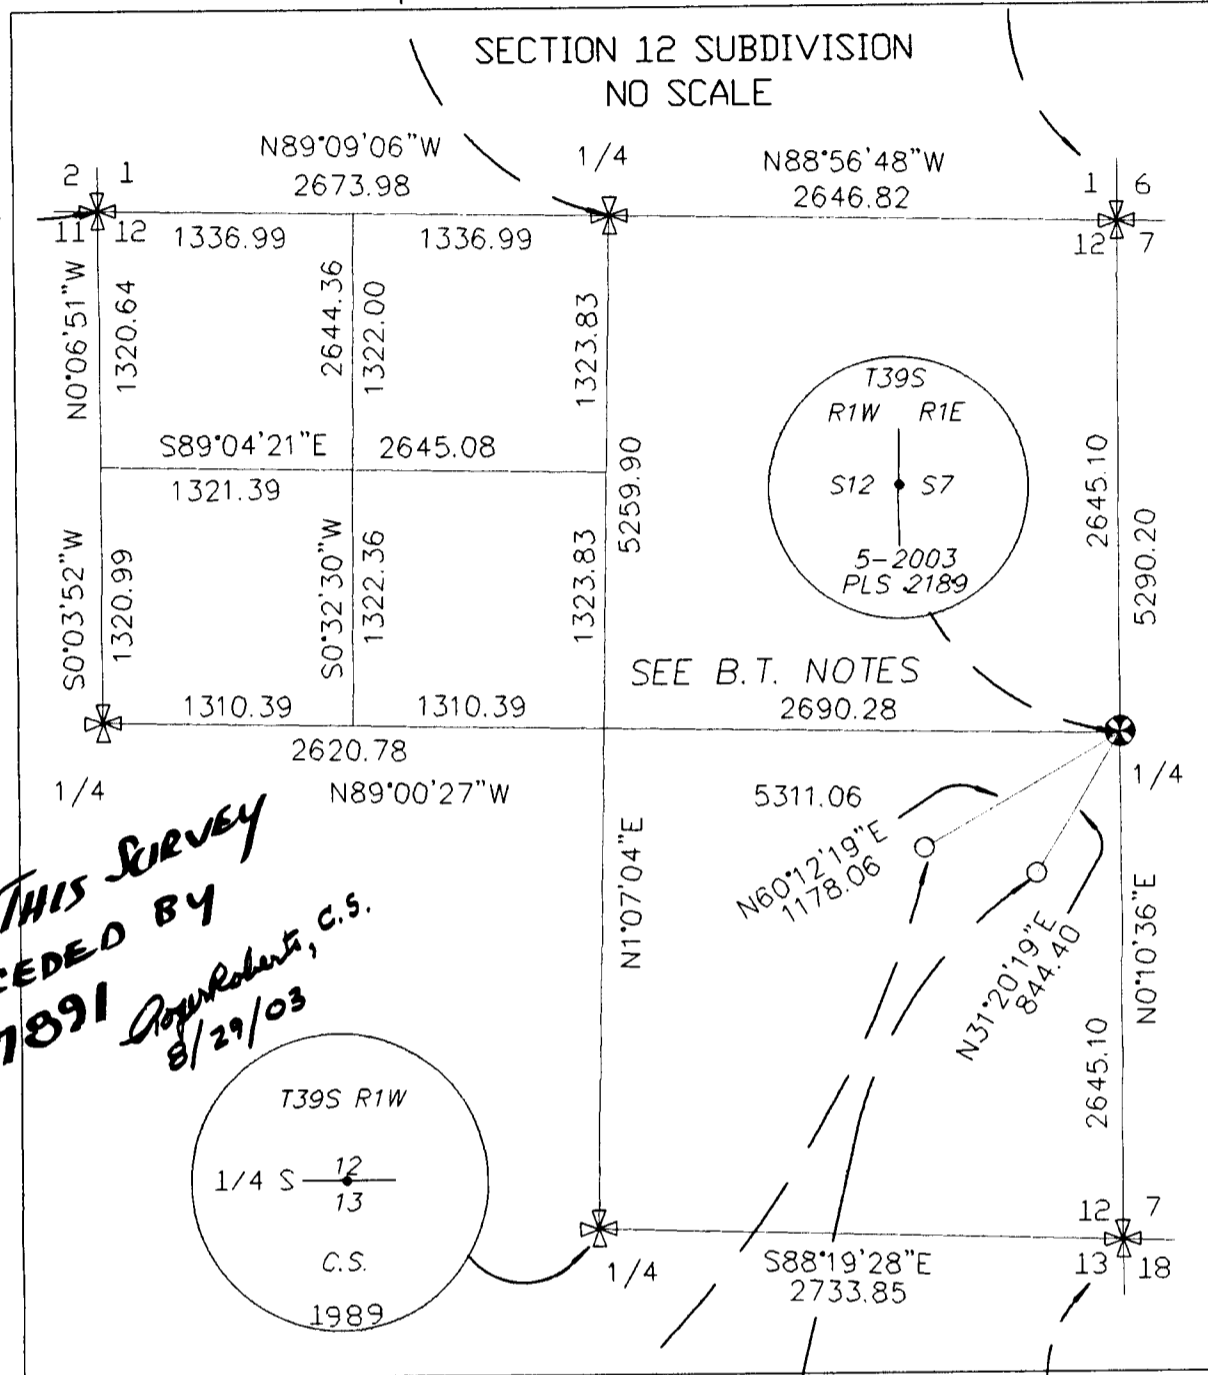 SECTION 12 SUBDIVISION
NO SCALE
N89°09'06"W
2673.98
1/4
N88°56'48"W
2646.82
2
1
1
6
11
12
1336.99
1336.99
12
7
N0°06'51"W
1320.64
2644.36
1322.00
1323.83
T39S
R1W
R1E
S12
S7
5-2003
PLS 2189
S89°04'21"E
2645.08
1321.39
5259.90
2645.10
5290.20
S0°03'52"W
1320.99
S0°32'30"W
1322.36
1323.83
SEE B.T. NOTES
1310.39
1310.39
2690.28
2620.78
1/4
N89°00'27"W
5311.06
1/4
THIS SURVEY
BY
7891
Roger Roberts, C.S.
8/29/03
N1°07'04"E
N60°12'19"E
1178.06
N31°20'19"E
844.40
N0°10'36"E
2645.10
T39S R1W
1/4 S
12
13
C.S.
1989
1/4
S88°19'28"E
2733.85
12
7
13
18